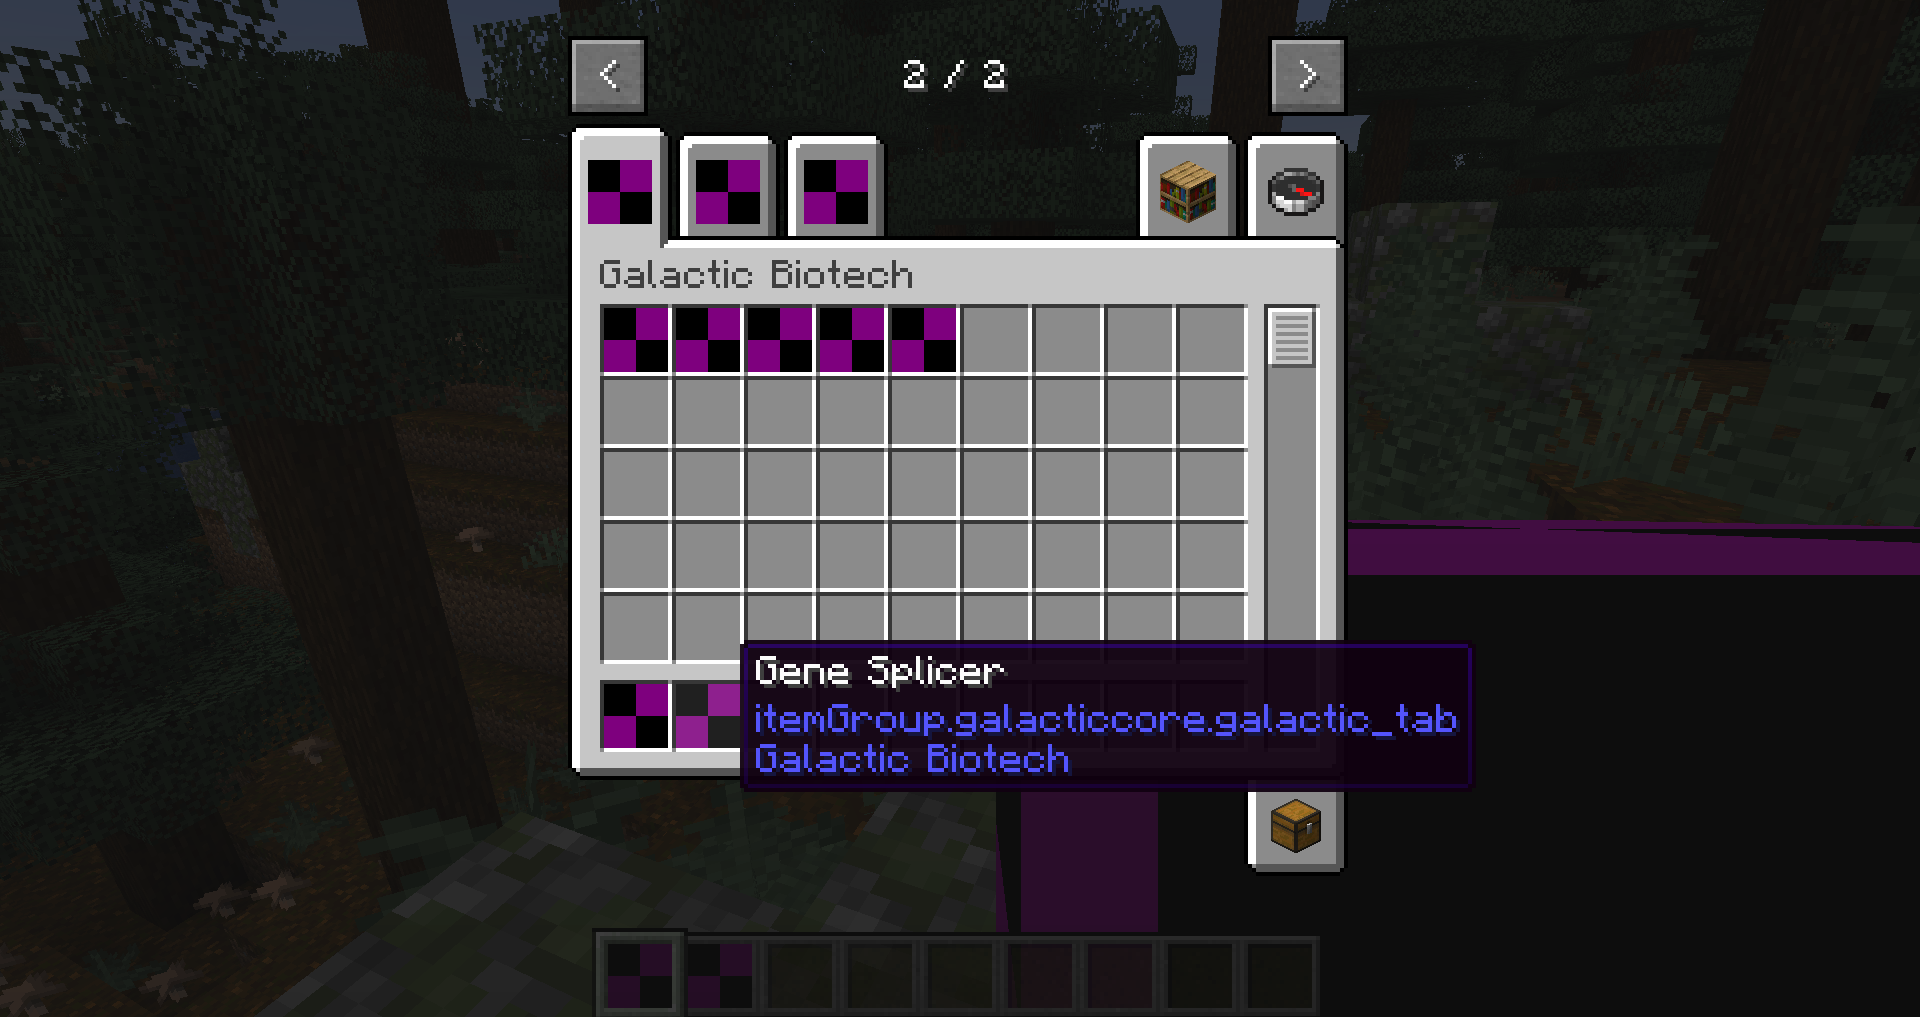 <
2 / 2
>
Galactic Biotech
Gene Splicer
itemGroup.galacticcore.galactic_tab
Galactic Biotech